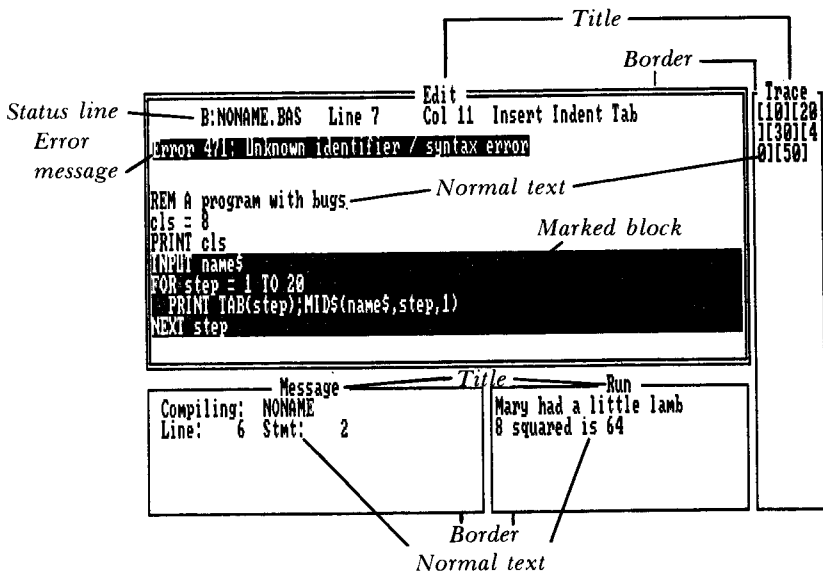 Title
Border
Edit
Trace
Status line
B:NONAME.BAS Line 7 Col 11 Insert Indent Tab
[10][20
][30][4
0][50]
Error
message
Error 471: Unknown identifier / syntax error
Normal text
REM A program with bugs
cls = 8
PRINT cls
Marked block
INPUT name$
FOR step = 1 TO 20
PRINT TAB(step);MID$(name$,step,1)
NEXT step
Message
Title
Run
Compiling: NONAME
Line: 6 Stmt: 2
Mary had a little lamb
8 squared is 64
Border
Normal text